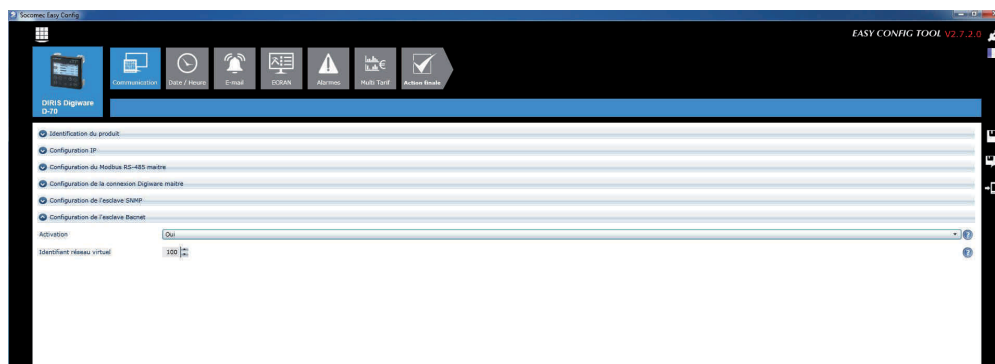 Socomec Easy Config
EASY CONFIG TOOL V2.7.2.0
Communication
Date / Heure
E-mail
ECRAN
Alarmes
Multi Tarif
Action finale
DIRIS Digiware
D-70
Identification du produit
Configuration IP
Configuration du Modbus RS-485 maitre
Configuration de la connexion Digiware maitre
Configuration de l'esclave SNMP
Configuration de l'esclave Bacnet
Activation
Oui
Identifiant réseau virtuel
100